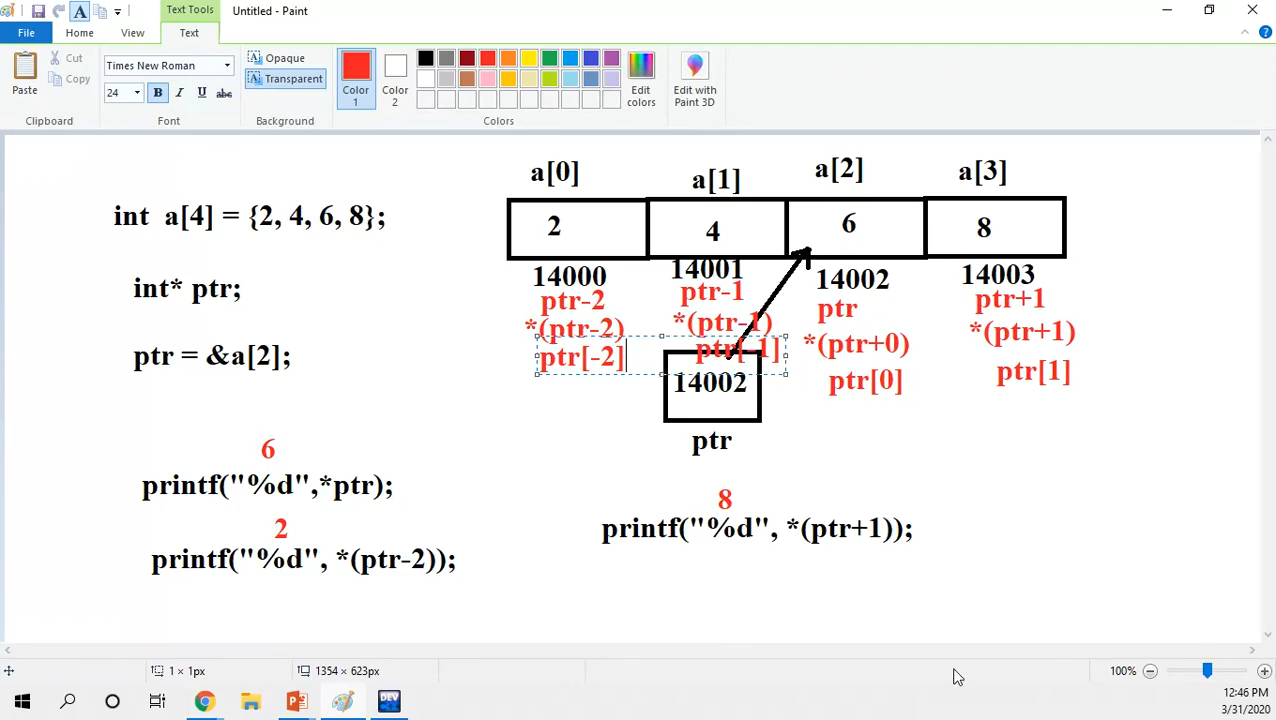 Text Tools
Untitled - Paint
File
Home
View
Text
Paste
Cut
Copy
Clipboard
Times New Roman
24
B
I
U
abc
Font
Opaque
Transparent
Background
Color
1
Color
2
Edit
colors
Edit with
Paint 3D
Colors
a[0]
a[1]
a[2]
a[3]
int a[4] = {2, 4, 6, 8};
2
4
6
8
14000
14001
14002
14003
int* ptr;
ptr-2
ptr-1
ptr
ptr+1
*(ptr-2)
*(ptr-1)
*(ptr+0)
*(ptr+1)
ptr = &a[2];
ptr[-2]
ptr[-1]
ptr[0]
ptr[1]
14002
ptr
6
printf("%d",*ptr);
8
printf("%d", *(ptr+1));
2
printf("%d", *(ptr-2));
1 × 1px
1354 × 623px
100%
DEV
12:46 PM
3/31/2020